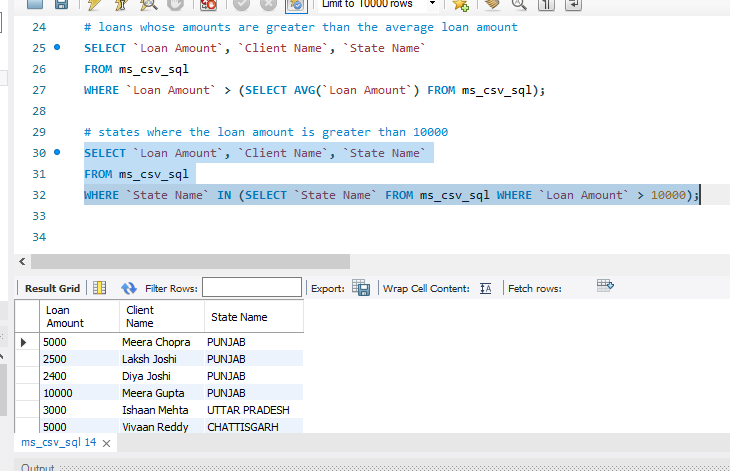 Limit to 10000 rows
24 # loans whose amounts are greater than the average loan amount
25 SELECT `Loan Amount`, `Client Name`, `State Name`
26 FROM ms_csv_sql
27 WHERE `Loan Amount` > (SELECT AVG(`Loan Amount`) FROM ms_csv_sql);
28
29 # states where the loan amount is greater than 10000
30 SELECT `Loan Amount`, `Client Name`, `State Name`
31 FROM ms_csv_sql
32 WHERE `State Name` IN (SELECT `State Name` FROM ms_csv_sql WHERE `Loan Amount` > 10000);
33
34
Result Grid Filter Rows: Export: Wrap Cell Content: Fetch rows:
Loan Amount Client Name State Name
5000 Meera Chopra PUNJAB
2500 Laksh Joshi PUNJAB
2400 Diya Joshi PUNJAB
10000 Meera Gupta PUNJAB
3000 Ishaan Mehta UTTAR PRADESH
5000 Vivaan Reddy CHATTISGARH
ms_csv_sql 14
Output